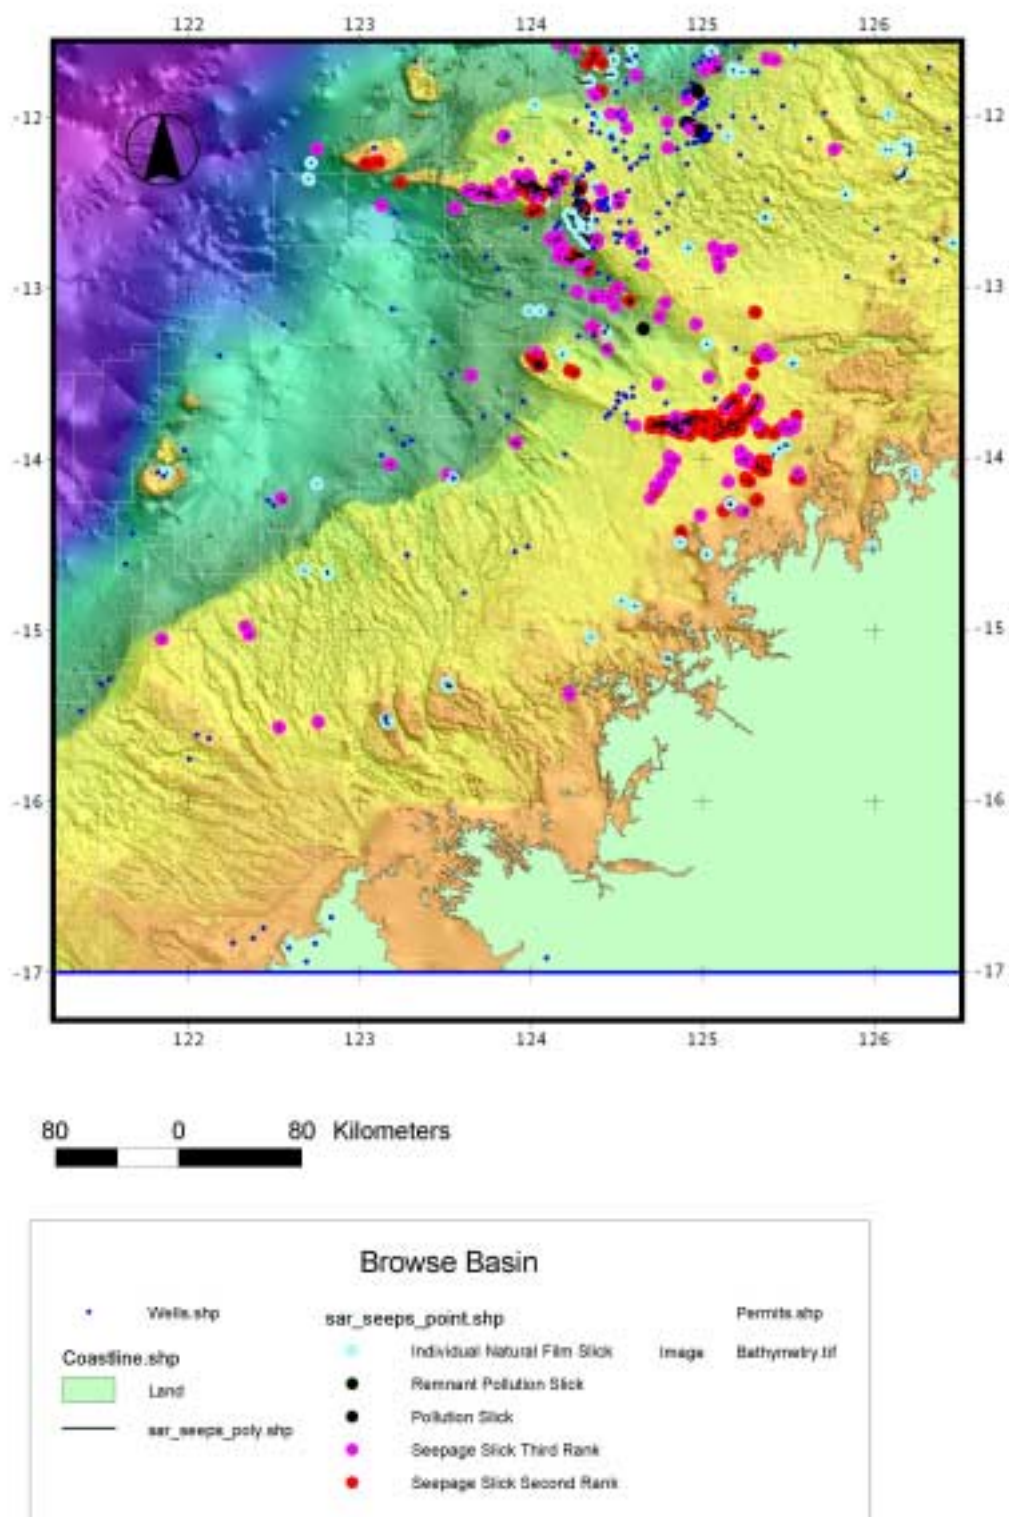 122 123 124 125 126
-12 -12
-13 -13
-14 -14
-15 -15
-16 -16
-17 -17
122 123 124 125 126
80 0 80 Kilometers
Browse Basin
Wells.shp
Coastline.shp
Land
sar_seeps_poly.shp
sar_seeps_point.shp
Individual Natural Film Slick
Remnant Pollution Slick
Pollution Slick
Seepage Slick Third Rank
Seepage Slick Second Rank
Permits.shp
Image Bathymetry.tif